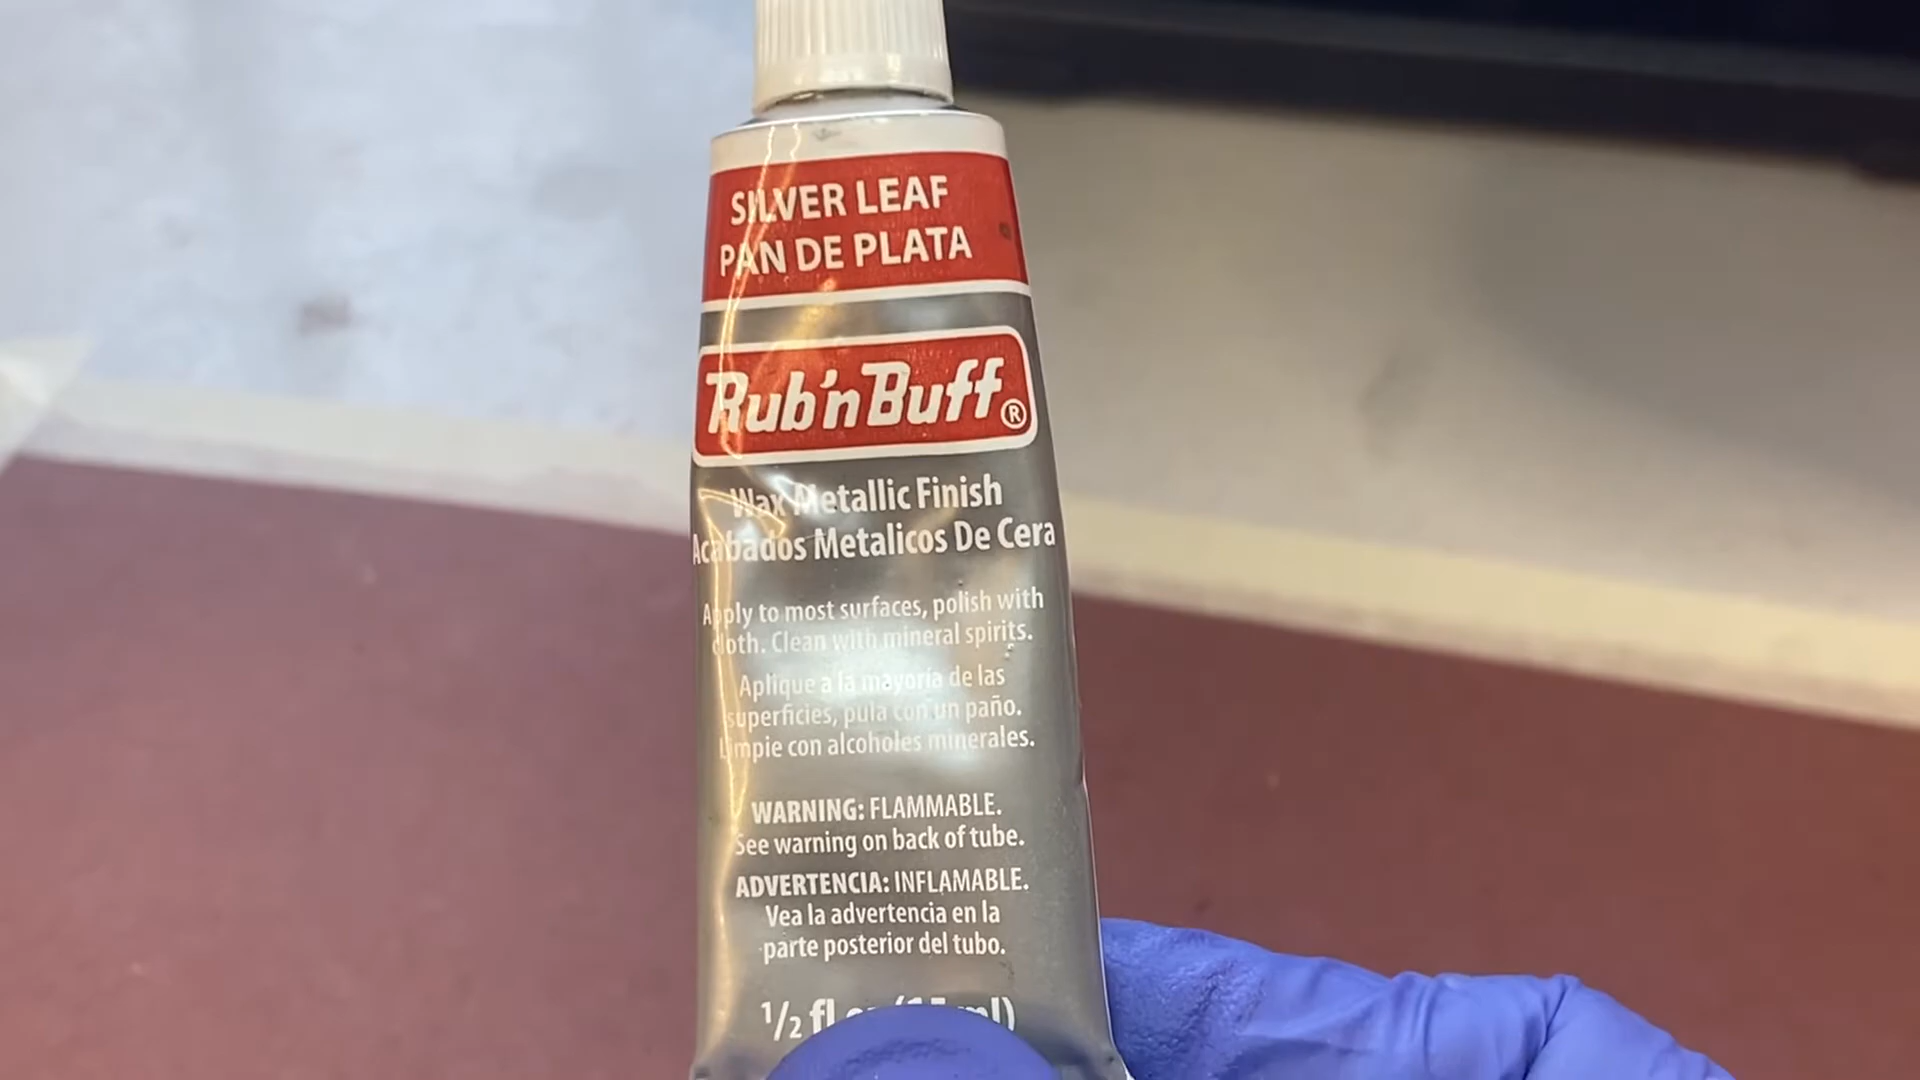 SILVER LEAF
PAN DE PLATA
Rub'n Buff®
Wax Metallic Finish
Acabados Metalicos De Cera
Apply to most surfaces, polish with
cloth. Clean with mineral spirits.
Aplique a la mayoría de las
superficies, pula con un paño.
Limpie con alcoholes minerales.
WARNING: FLAMMABLE.
See warning on back of tube.
ADVERTENCIA: INFLAMABLE.
Vea la advertencia en la
parte posterior del tubo.
½ fl